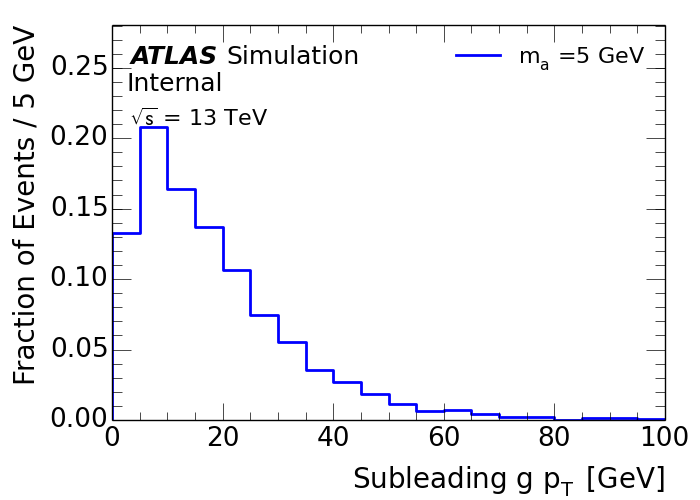 ATLAS Simulation
Internal
√s = 13 TeV
m_a =5 GeV
Fraction of Events / 5 GeV
0.25
0.20
0.15
0.10
0.05
0.00
0 20 40 60 80 100
Subleading g p_T [GeV]